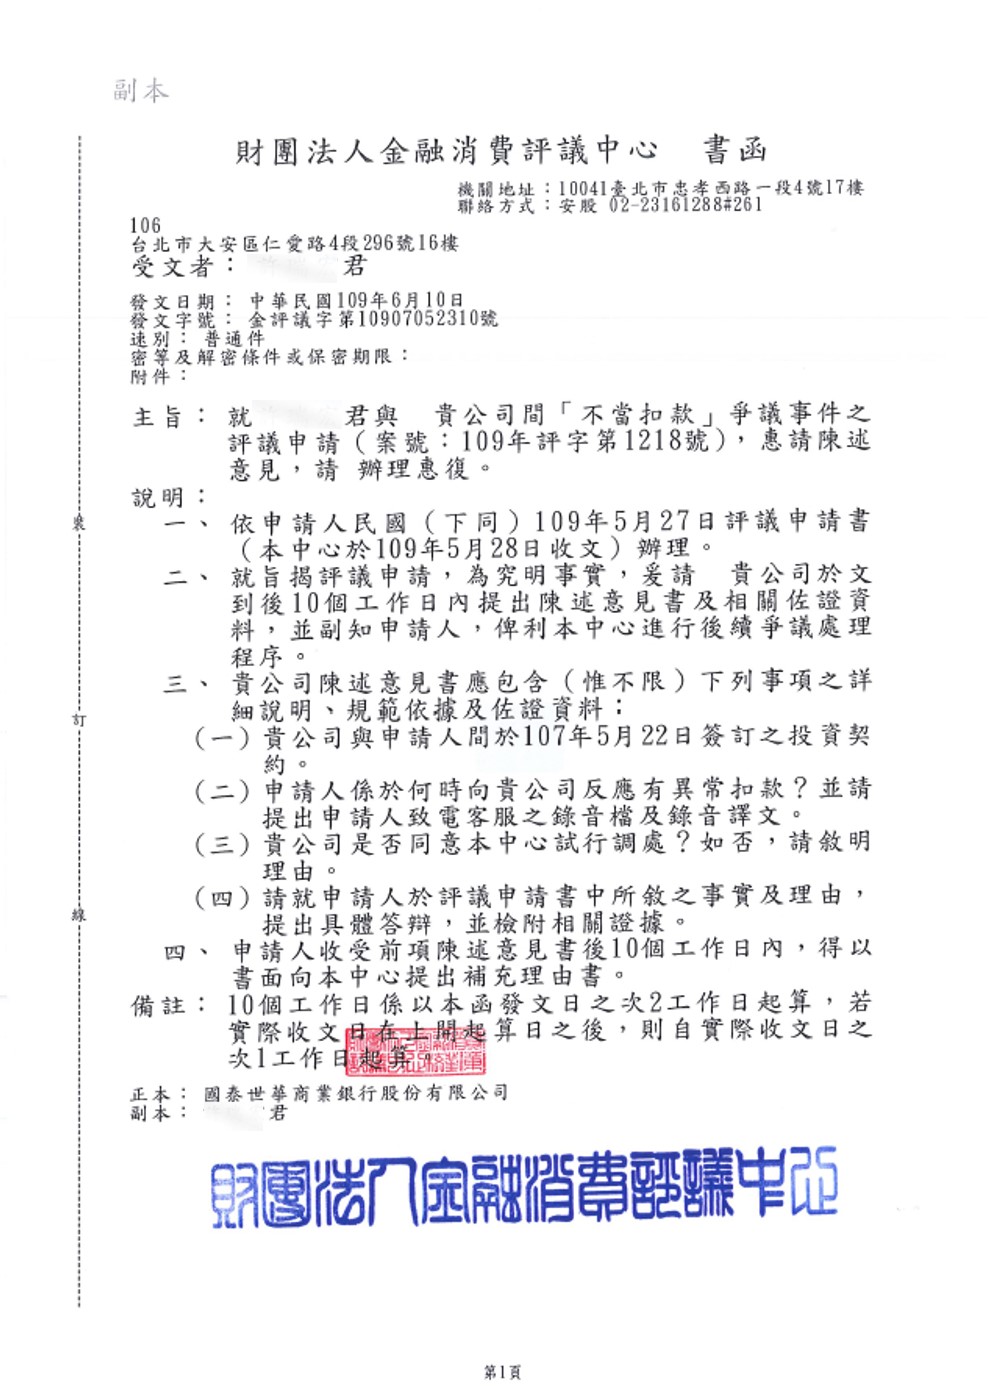 副本
財團法人金融消費評議中心　書函
機關地址：10041臺北市忠孝西路一段4號17樓
聯絡方式：安股 02-23161288#261
106
台北市大安區仁愛路4段296號16樓
受文者：　　　君
發文日期：中華民國109年6月10日
發文字號：金評議字第10907052310號
速別：普通件
密等及解密條件或保密期限：
附件：
主旨：就　　　君與　貴公司間「不當扣款」爭議事件之
評議申請（案號：109年評字第1218號），惠請陳述
意見，請 辦理惠復。
說明：
一、依申請人民國（下同）109年5月27日評議申請書
（本中心於109年5月28日收文）辦理。
二、就旨揭評議申請，為究明事實，爰請　貴公司於文
到後10個工作日內提出陳述意見書及相關佐證資
料，並副知申請人，俾利本中心進行後續爭議處理
程序。
三、貴公司陳述意見書應包含（惟不限）下列事項之詳
細說明、規範依據及佐證資料：
（一）貴公司與申請人間於107年5月22日簽訂之投資契
約。
（二）申請人係於何時向貴公司反應有異常扣款？並請
提出申請人致電客服之錄音檔及錄音譯文。
（三）貴公司是否同意本中心試行調處？如否，請敘明
理由。
（四）請就申請人於評議申請書中所敘之事實及理由，
提出具體答辯，並檢附相關證據。
四、申請人收受前項陳述意見書後10個工作日內，得以
書面向本中心提出補充理由書。
備註：10個工作日係以本函發文日之次2工作日起算，若
實際收文日在上開起算日之後，則自實際收文日之
次1工作日起算。
正本：國泰世華商業銀行股份有限公司
副本：　　　君
財團法人金融消費評議中心
裝
訂
線
第1頁